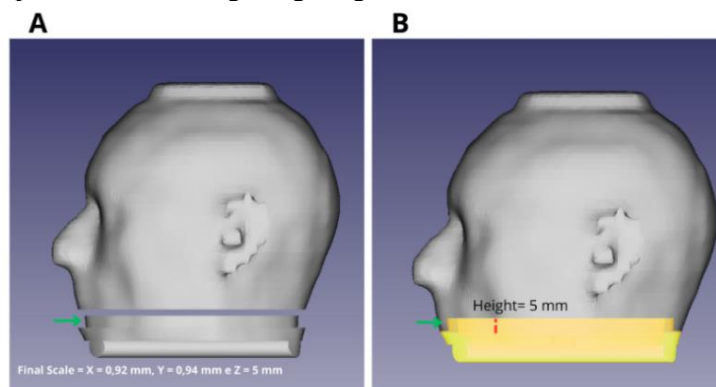 A
B
Height= 5 mm
Final Scale = X = 0,92 mm, Y = 0,94 mm e Z = 5 mm